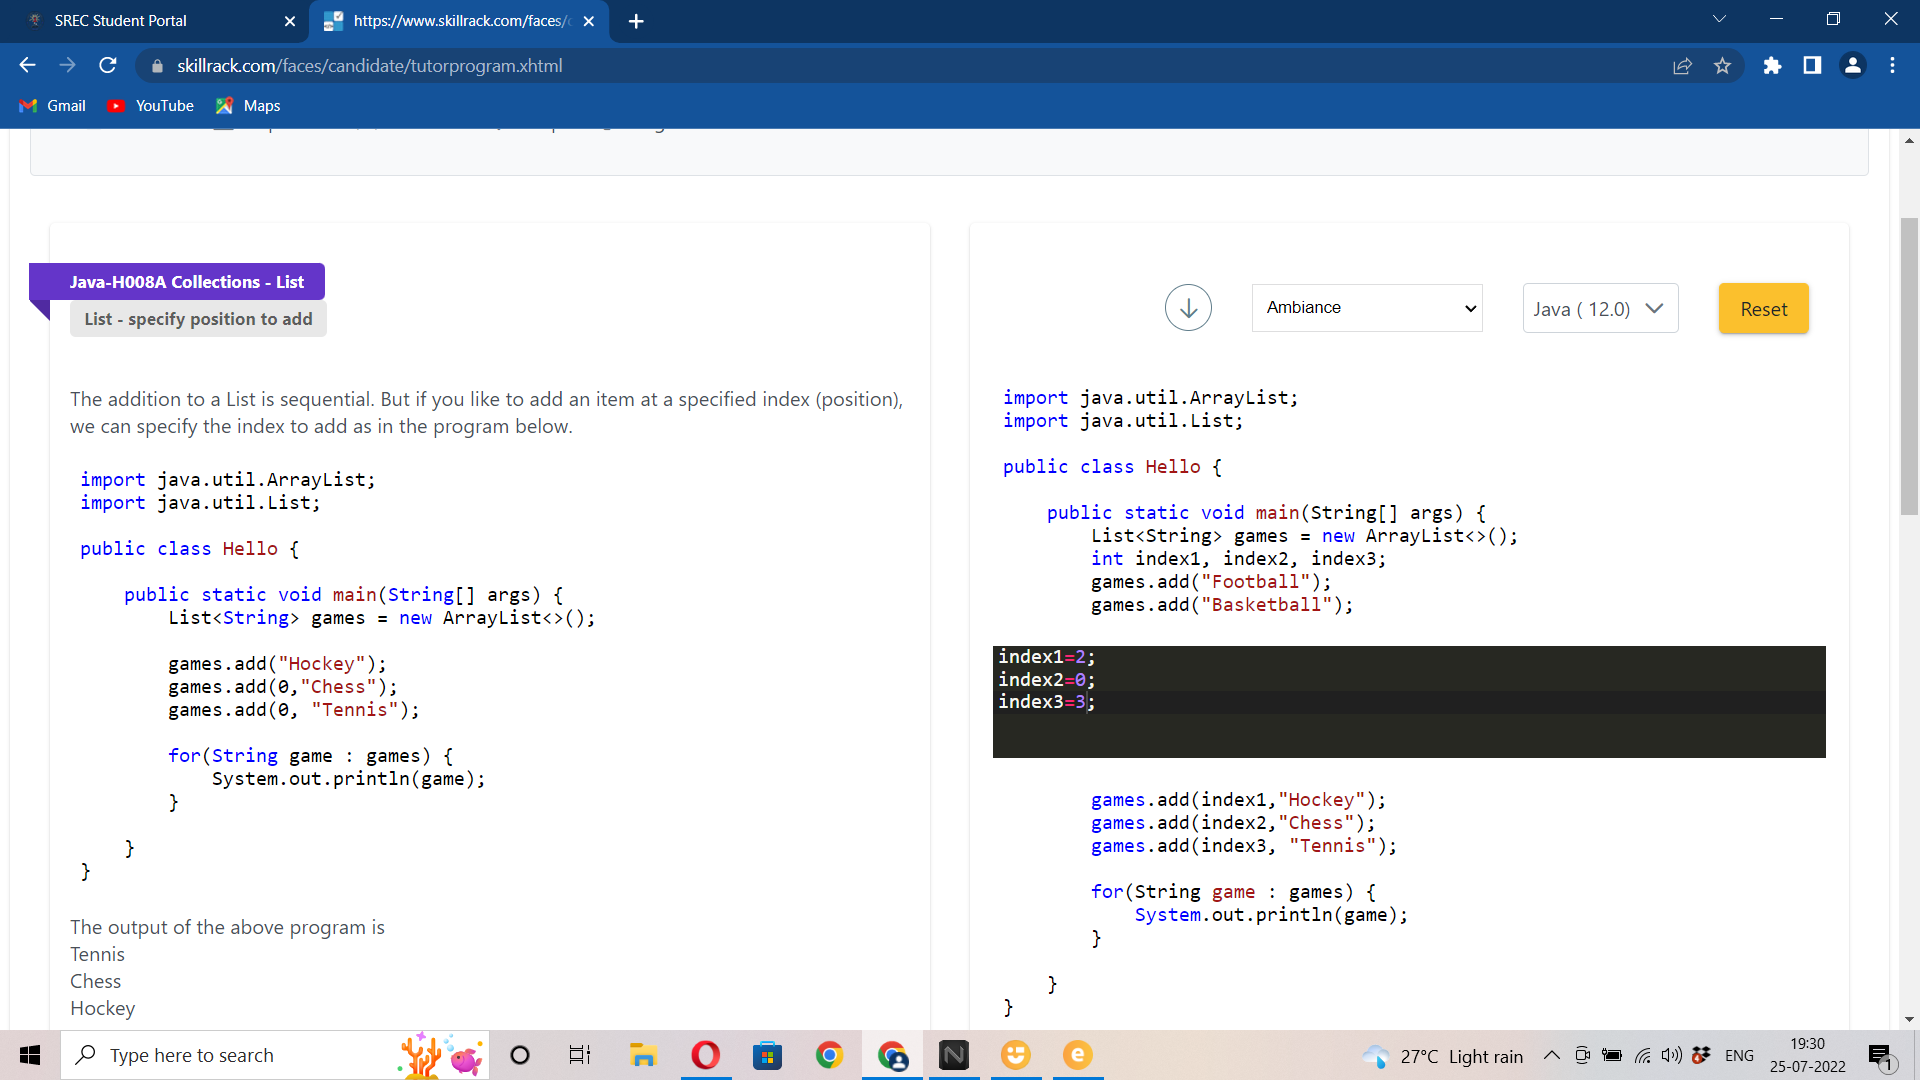 SREC Student Portal
https://www.skillrack.com/faces/
skillrack.com/faces/candidate/tutorprogram.xhtml
Gmail
YouTube
Maps
Java-H008A Collections - List
List - specify position to add
The addition to a List is sequential. But if you like to add an item at a specified index (position),
we can specify the index to add as in the program below.
import java.util.ArrayList;
import java.util.List;
public class Hello {
public static void main(String[] args) {
List<String> games = new ArrayList<>();
games.add("Hockey");
games.add(0,"Chess");
games.add(0, "Tennis");
for(String game : games) {
System.out.println(game);
}
}
}
The output of the above program is
Tennis
Chess
Hockey
Ambiance
Java ( 12.0)
Reset
import java.util.ArrayList;
import java.util.List;
public class Hello {
public static void main(String[] args) {
List<String> games = new ArrayList<>();
int index1, index2, index3;
games.add("Football");
games.add("Basketball");
index1=2;
index2=0;
index3=3;
games.add(index1,"Hockey");
games.add(index2,"Chess");
games.add(index3, "Tennis");
for(String game : games) {
System.out.println(game);
}
}
}
Type here to search
27°C Light rain
ENG
19:30
25-07-2022
1